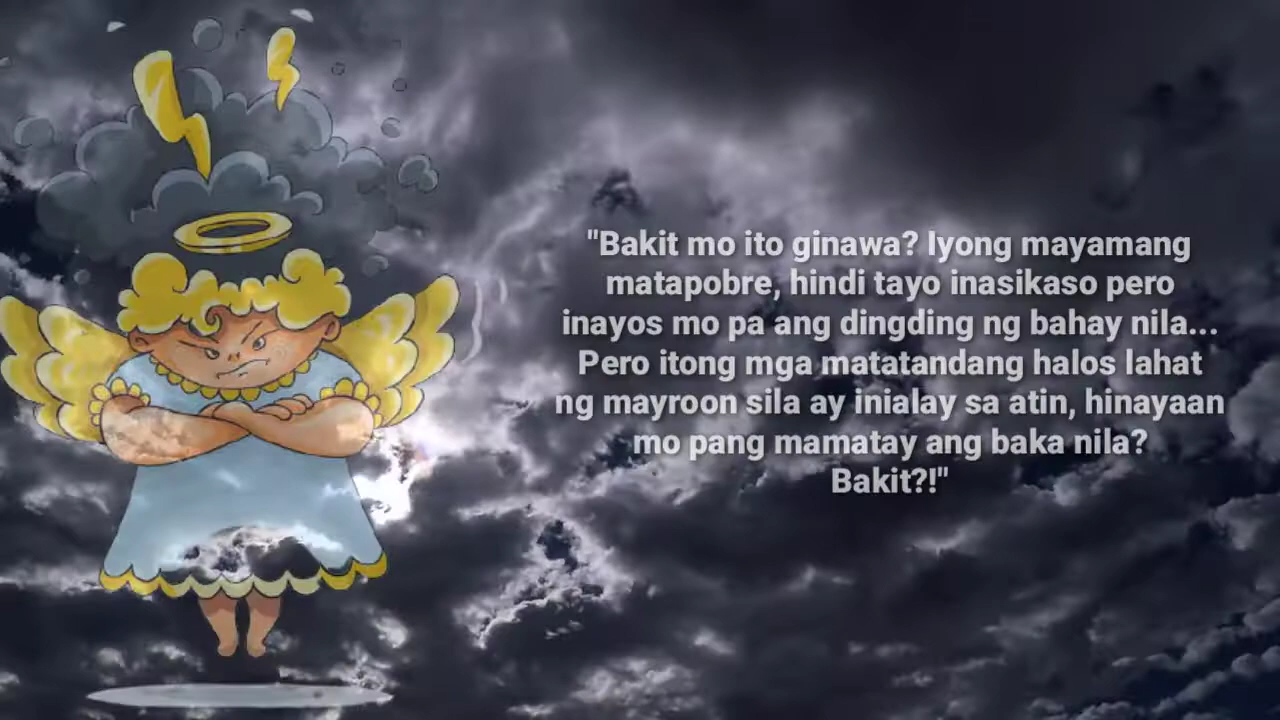 "Bakit mo ito ginawa? Iyong mayamang
matapobre, hindi tayo inasikaso pero
inayos mo pa ang dingding ng bahay nila...
Pero itong mga matatandang halos lahat
ng mayroon sila ay inialay sa atin, hinayaan
mo pang mamatay ang baka nila?
Bakit?!"